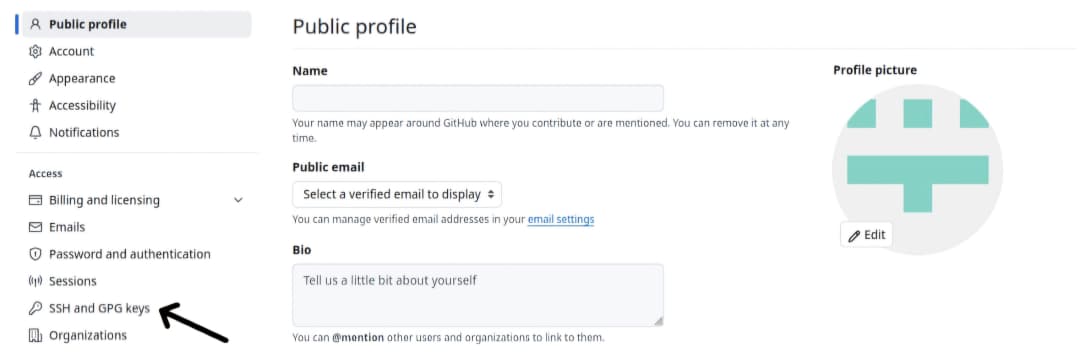 Public profile
Account
Appearance
Accessibility
Notifications
Access
Billing and licensing
Emails
Password and authentication
Sessions
SSH and GPG keys
Organizations
Public profile
Name
Your name may appear around GitHub where you contribute or are mentioned. You can remove it at any
time.
Public email
Select a verified email to display
You can manage verified email addresses in your email settings
Bio
Tell us a little bit about yourself
You can @mention other users and organizations to link to them.
Profile picture
Edit